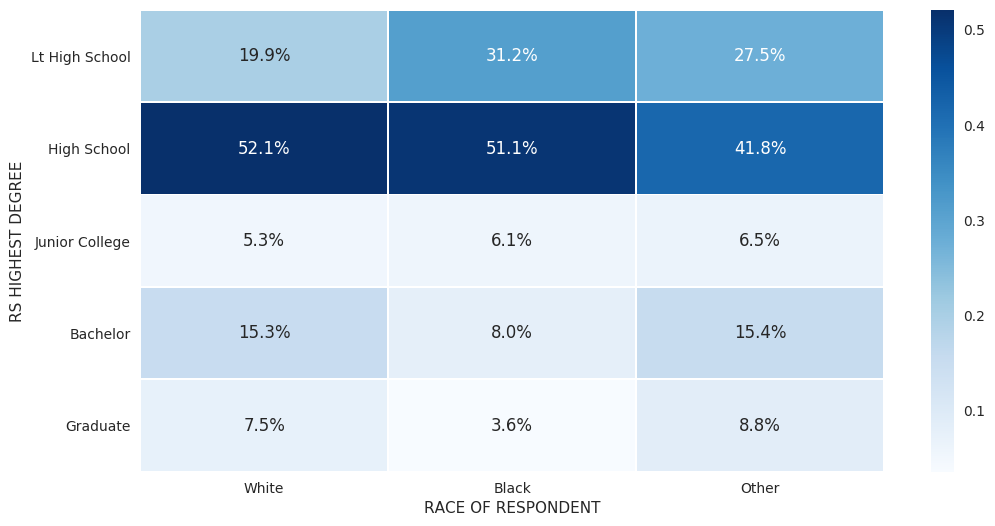 Lt High School 19.9% 31.2% 27.5%
High School 52.1% 51.1% 41.8%
Junior College 5.3% 6.1% 6.5%
Bachelor 15.3% 8.0% 15.4%
Graduate 7.5% 3.6% 8.8%
White Black Other
RACE OF RESPONDENT
RS HIGHEST DEGREE
0.5
0.4
0.3
0.2
0.1